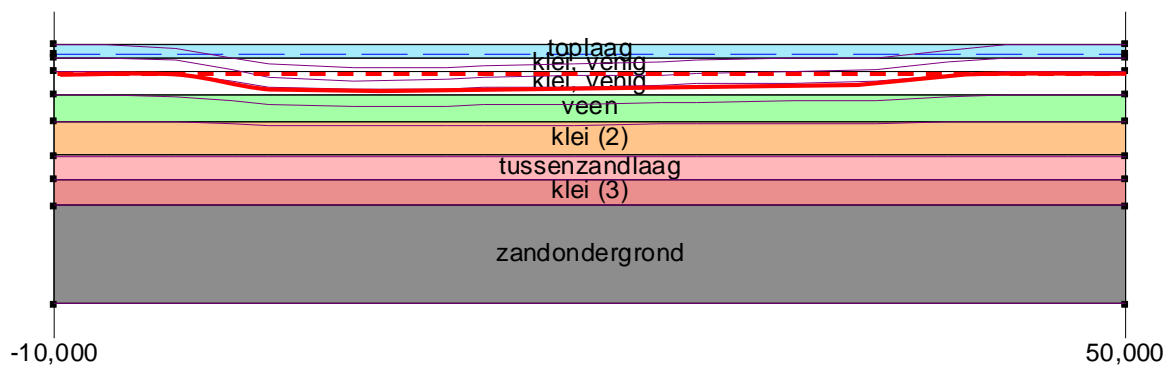 toplaag
klei, venig
klei, venig
veen
klei (2)
tussenzandlaag
klei (3)
zandondergrond
-10,000
50,000